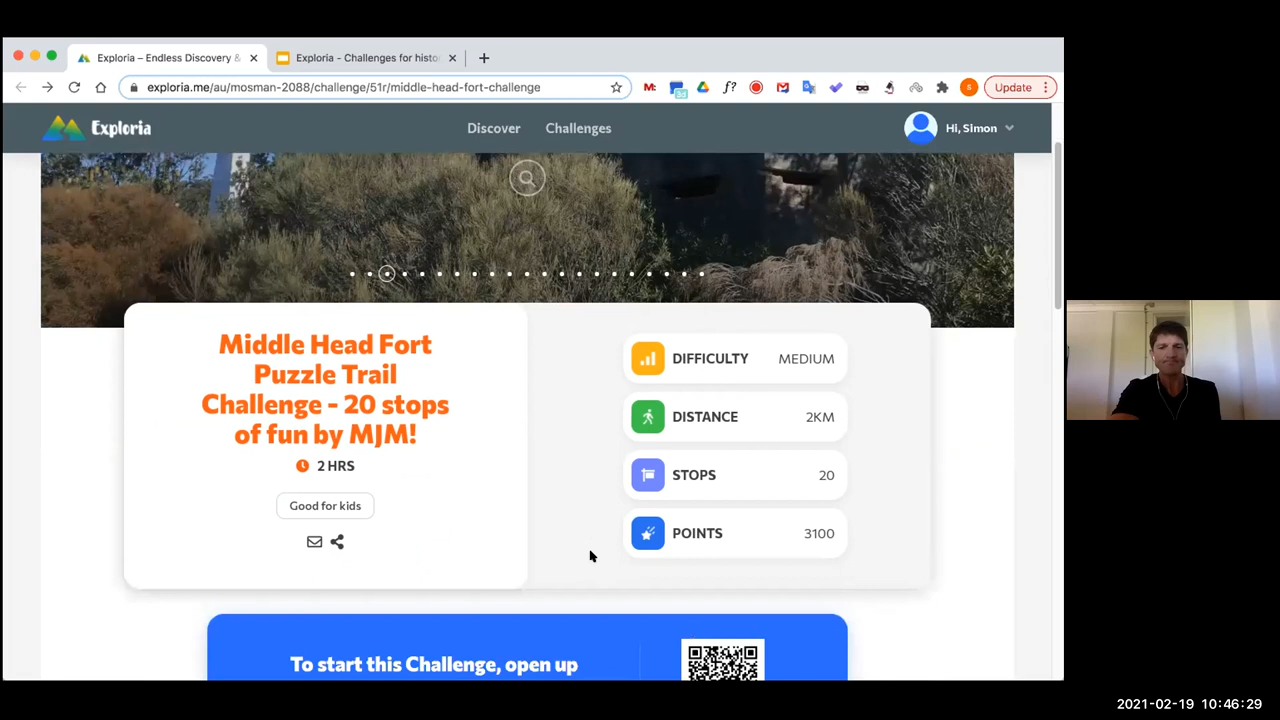 Exploria – Endless Discovery &
Exploria - Challenges for histo
exploria.me/au/mosman-2088/challenge/51r/middle-head-fort-challenge
Update
Exploria
Discover
Challenges
Hi, Simon
Middle Head Fort
Puzzle Trail
Challenge - 20 stops
of fun by MJM!
2 HRS
Good for kids
DIFFICULTY MEDIUM
DISTANCE 2KM
STOPS 20
POINTS 3100
To start this Challenge, open up
2021-02-19 10:46:29